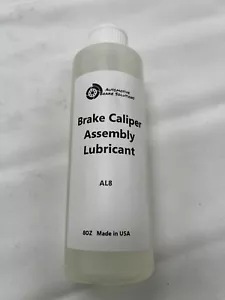 Automotive
Brake Solutions
Brake Caliper
Assembly
Lubricant
AL8
8OZ Made in USA